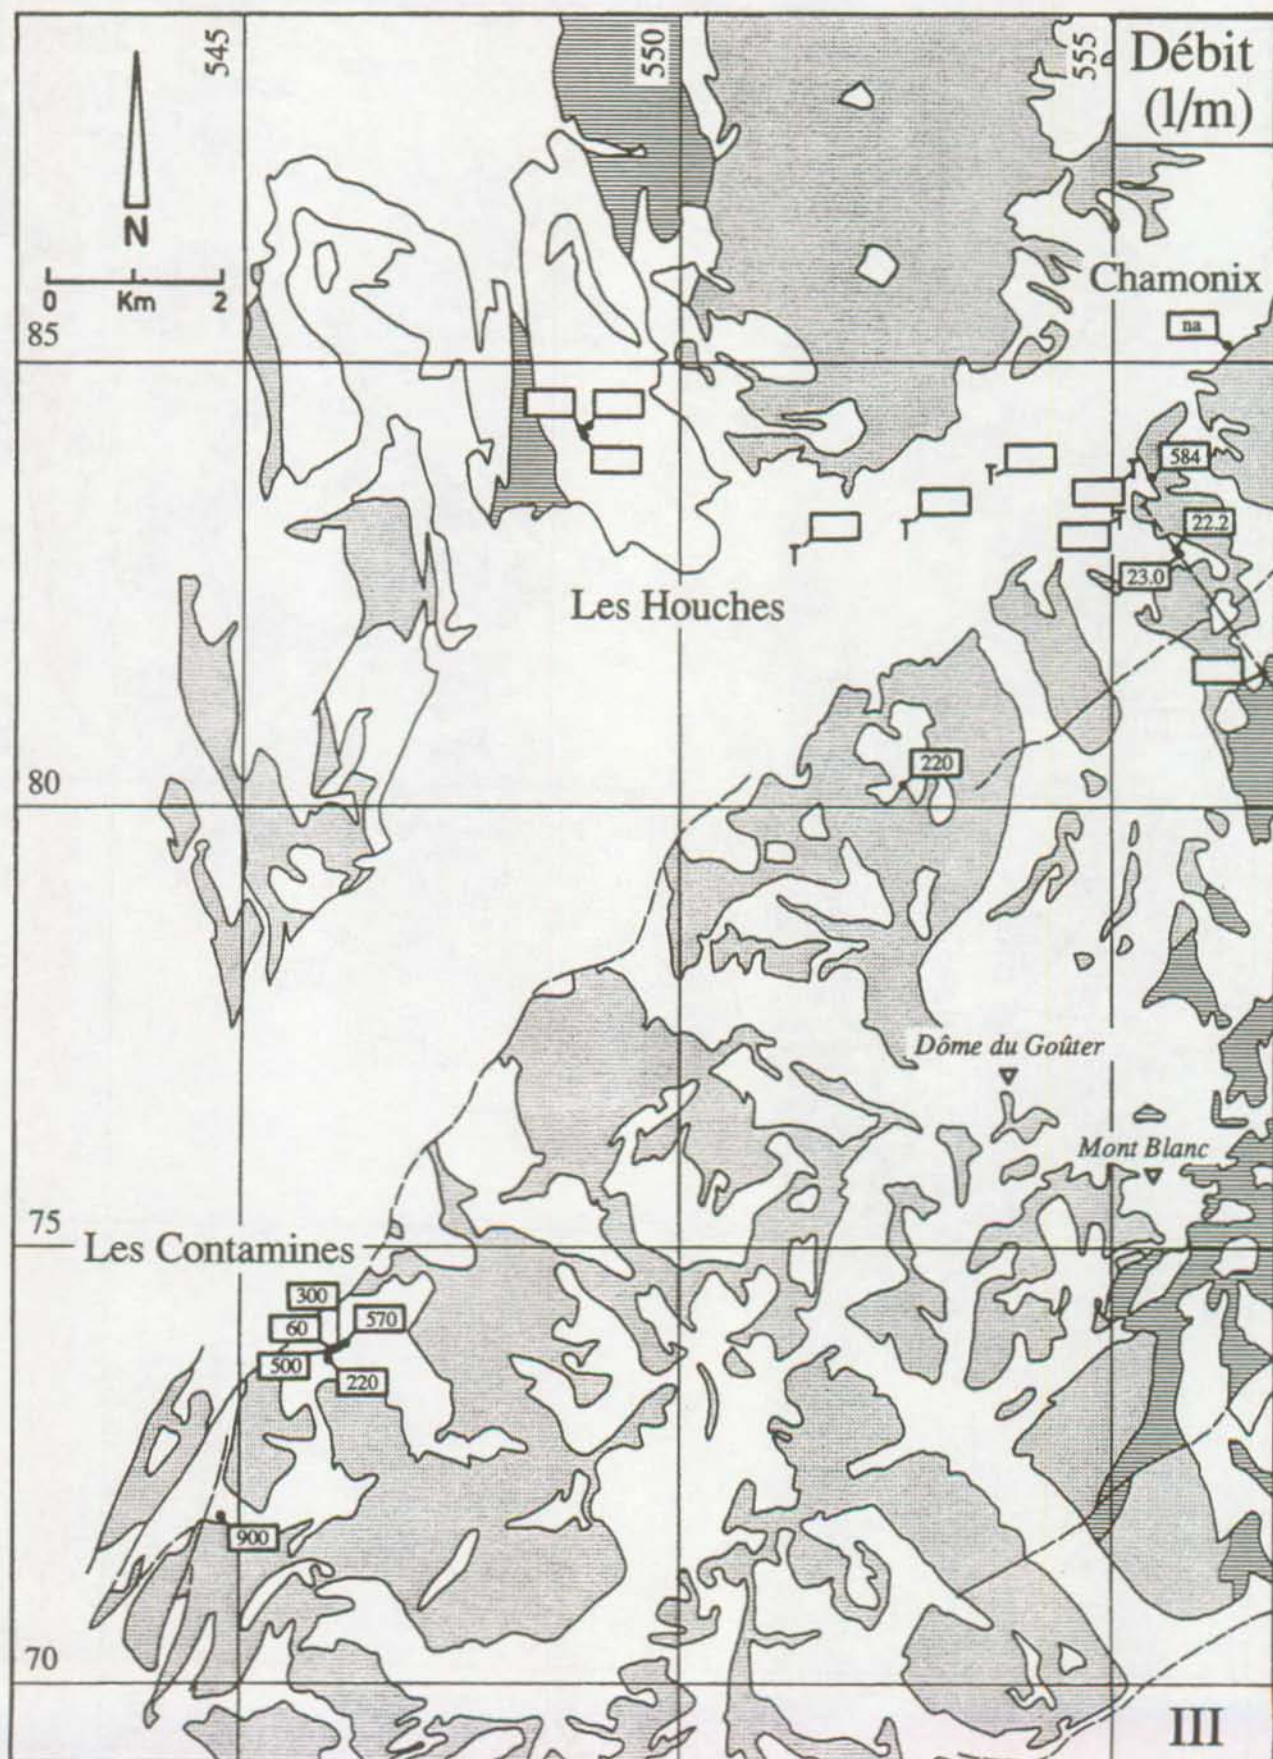 545
550
555
Débit
(l/m)
N
0 Km 2
Chamonix
na
85
T
584
T
22.2
T
T
T
23.0
Les Houches
80
220
Dôme du Goûter
Mont Blanc
75
Les Contamines
300
60
570
500
220
900
70
III